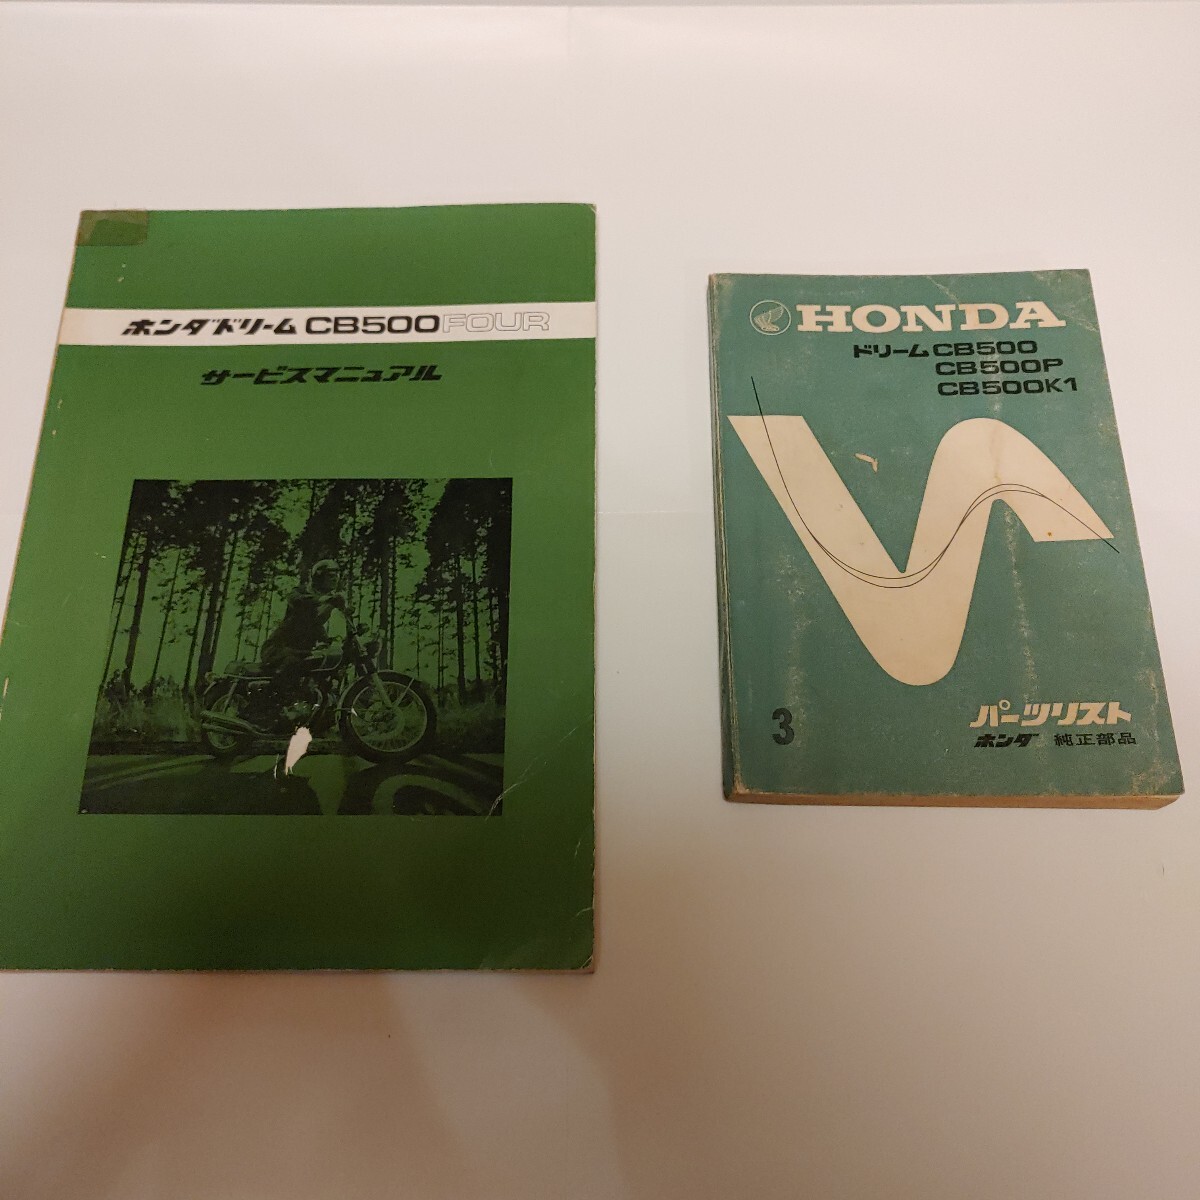 ホンダドリーム CB500 FOUR
サービスマニュアル
HONDA
ドリーム CB500
CB500P
CB500K1
3
パーツリスト
ホンダ 純正部品